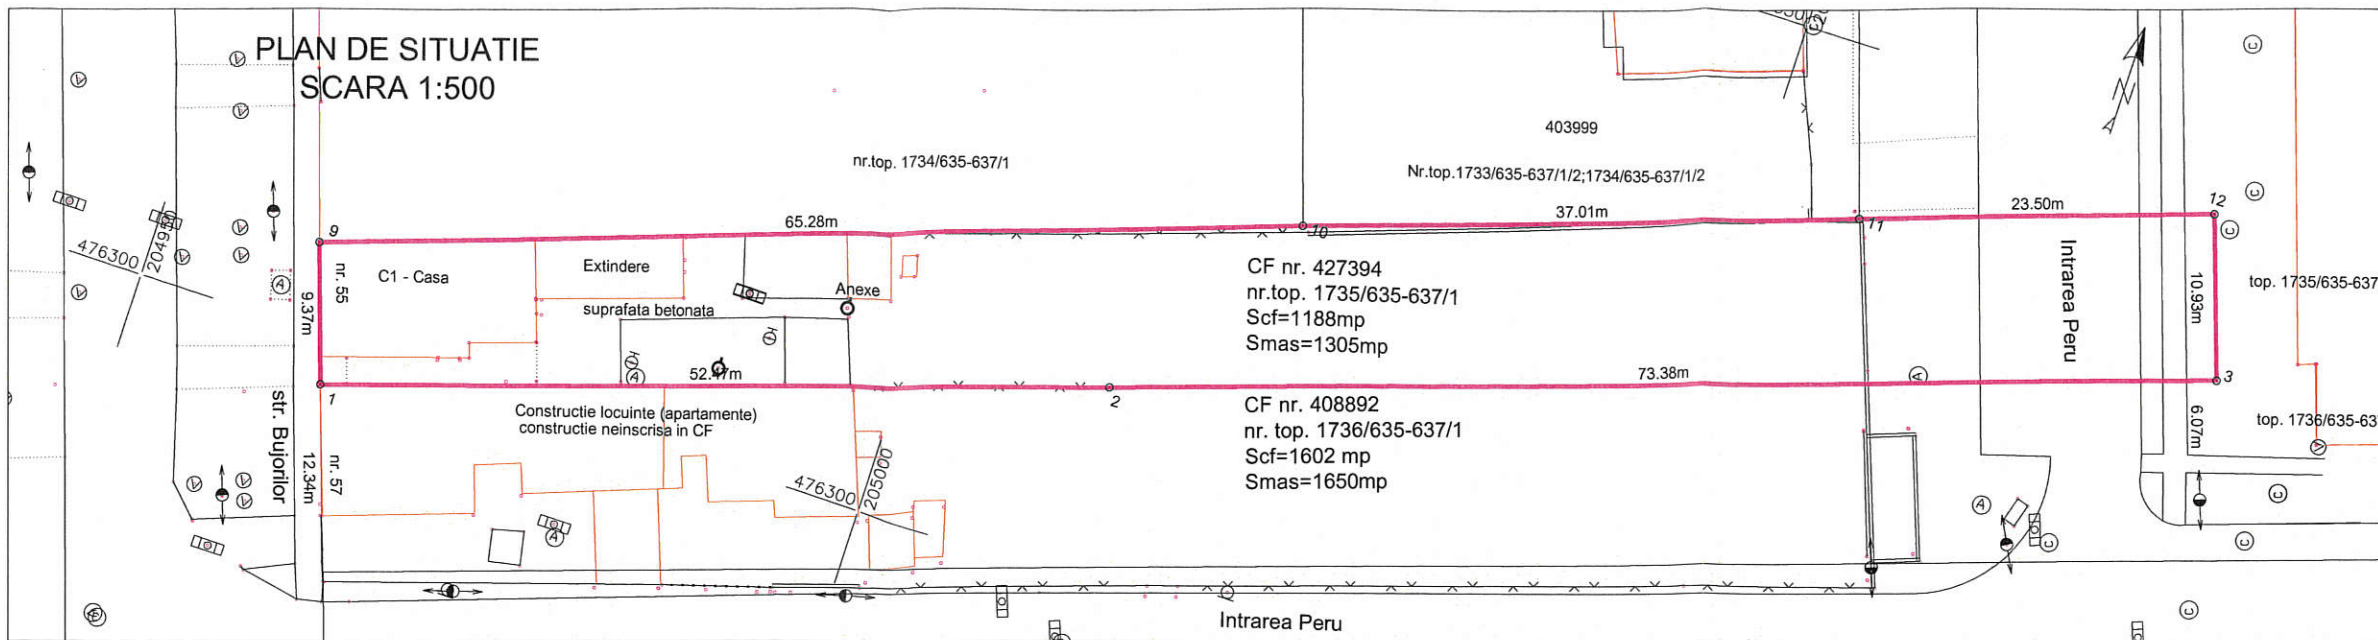 PLAN DE SITUATIE
SCARA 1:500
403999
nr.top. 1734/635-637/1
Nr.top.1733/635-637/1/2;1734/635-637/1/2
65.28m
37.01m
23.50m
9
10
11
12
476300
204950
nr. 55
9.37m
C1 - Casa
Extindere
suprafata betonata
Anexe
CF nr. 427394
nr.top. 1735/635-637/1
Scf=1188mp
Smas=1305mp
Intrarea Peru
10.93m
top. 1735/635-637
52.47m
73.38m
1
2
3
str. Bujorilor
nr. 57
12.34m
Constructie locuinte (apartamente)
constructie neinscrisa in CF
CF nr. 408892
nr. top. 1736/635-637/1
Scf=1602 mp
Smas=1650mp
6.07m
top. 1736/635-63
476300
205000
Intrarea Peru